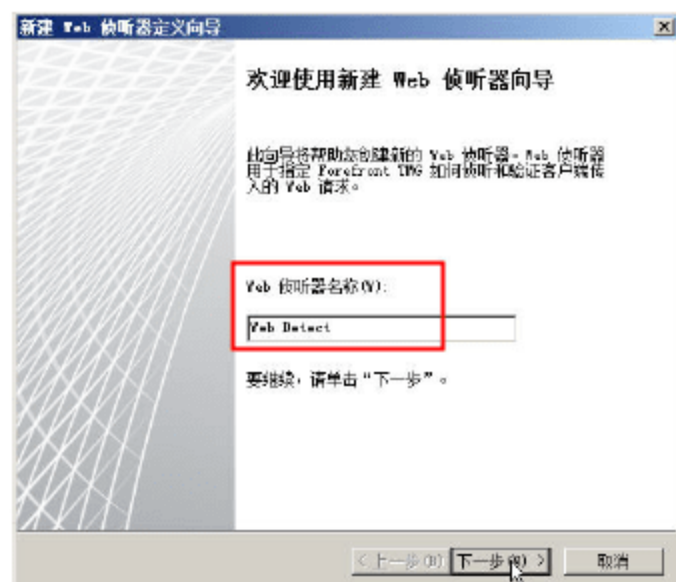 新建 Web 侦听器定义向导
欢迎使用新建 Web 侦听器向导
此向导将帮助您创建新的 Web 侦听器。Web 侦听器
用于指定 Forefront TMG 如何侦听和验证客户端传
入的 Web 请求。
Web 侦听器名称(W):
Web Detect
要继续，请单击“下一步”。
< 上一步(B)
下一步(N) >
取消